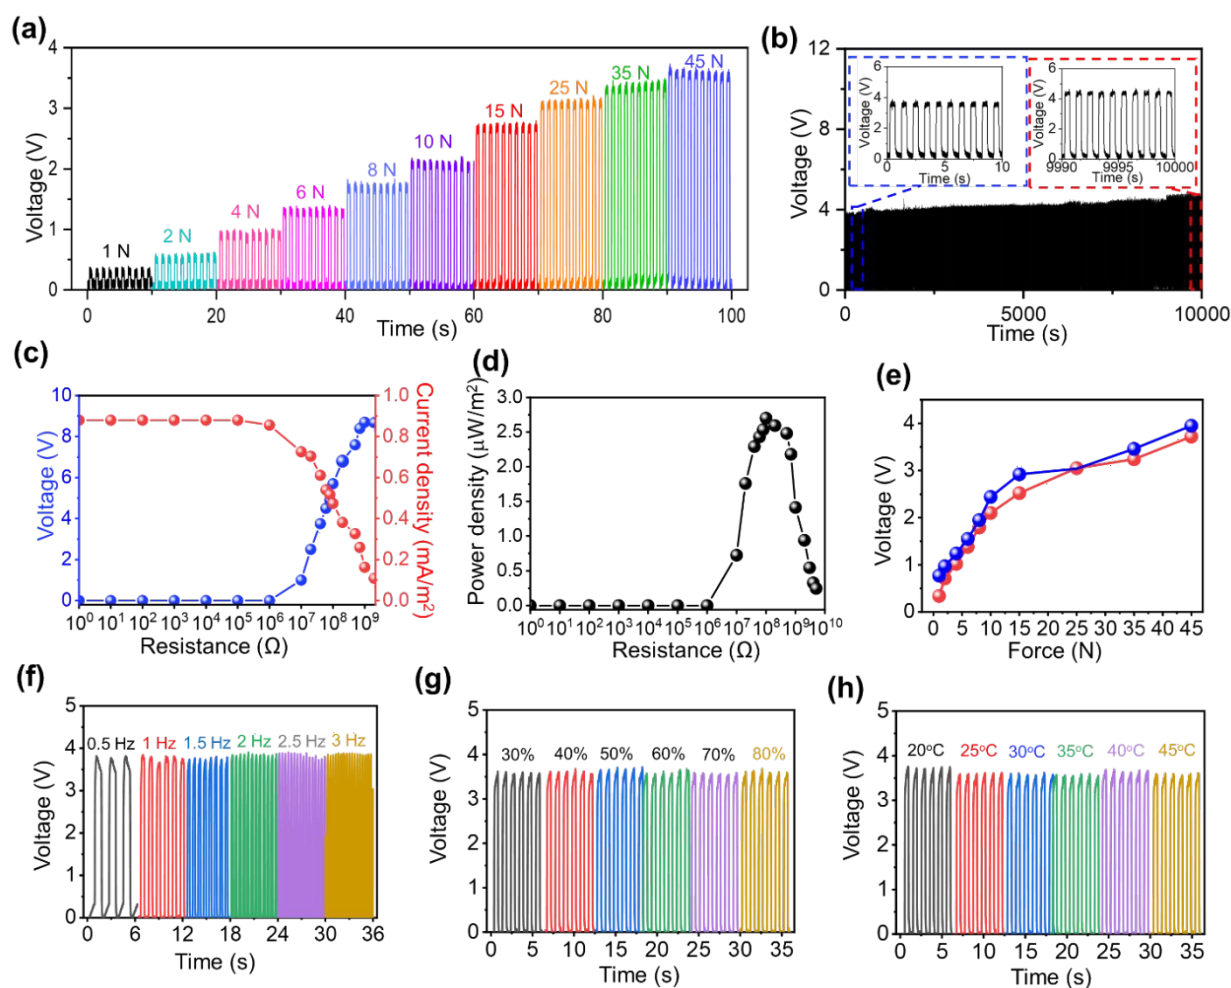 (a)
Voltage (V)
4
3
2
1
0
1 N
2 N
4 N
6 N
8 N
10 N
15 N
25 N
35 N
45 N
0 20 40 60 80 100
Time (s)
(b)
Voltage (V)
12
8
4
0
Voltage (V)
6
4
2
0
0 5 10
Time (s)
Voltage (V)
6
4
2
0
9990 9995 10000
Time (s)
0 5000 10000
Time (s)
(c)
Voltage (V)
10
8
6
4
2
0
1.0
0.8
0.6
0.4
0.2
0.0
Current density (mA/m²)
10⁰ 10¹ 10² 10³ 10⁴ 10⁵ 10⁶ 10⁷ 10⁸ 10⁹
Resistance (Ω)
(d)
Power density (μW/m²)
3.0
2.5
2.0
1.5
1.0
0.5
0.0
10⁰ 10¹ 10² 10³ 10⁴ 10⁵ 10⁶ 10⁷ 10⁸ 10⁹ 10¹⁰
Resistance (Ω)
(e)
Voltage (V)
4
3
2
1
0
0 5 10 15 20 25 30 35 40 45
Force (N)
(f)
Voltage (V)
5
4
3
2
1
0
0.5 Hz 1 Hz 1.5 Hz 2 Hz 2.5 Hz 3 Hz
0 6 12 18 24 30 36
Time (s)
(g)
Voltage (V)
5
4
3
2
1
0
30% 40% 50% 60% 70% 80%
0 5 10 15 20 25 30 35
Time (s)
(h)
Voltage (V)
5
4
3
2
1
0
20°C 25°C 30°C 35°C 40°C 45°C
0 5 10 15 20 25 30 35
Time (s)